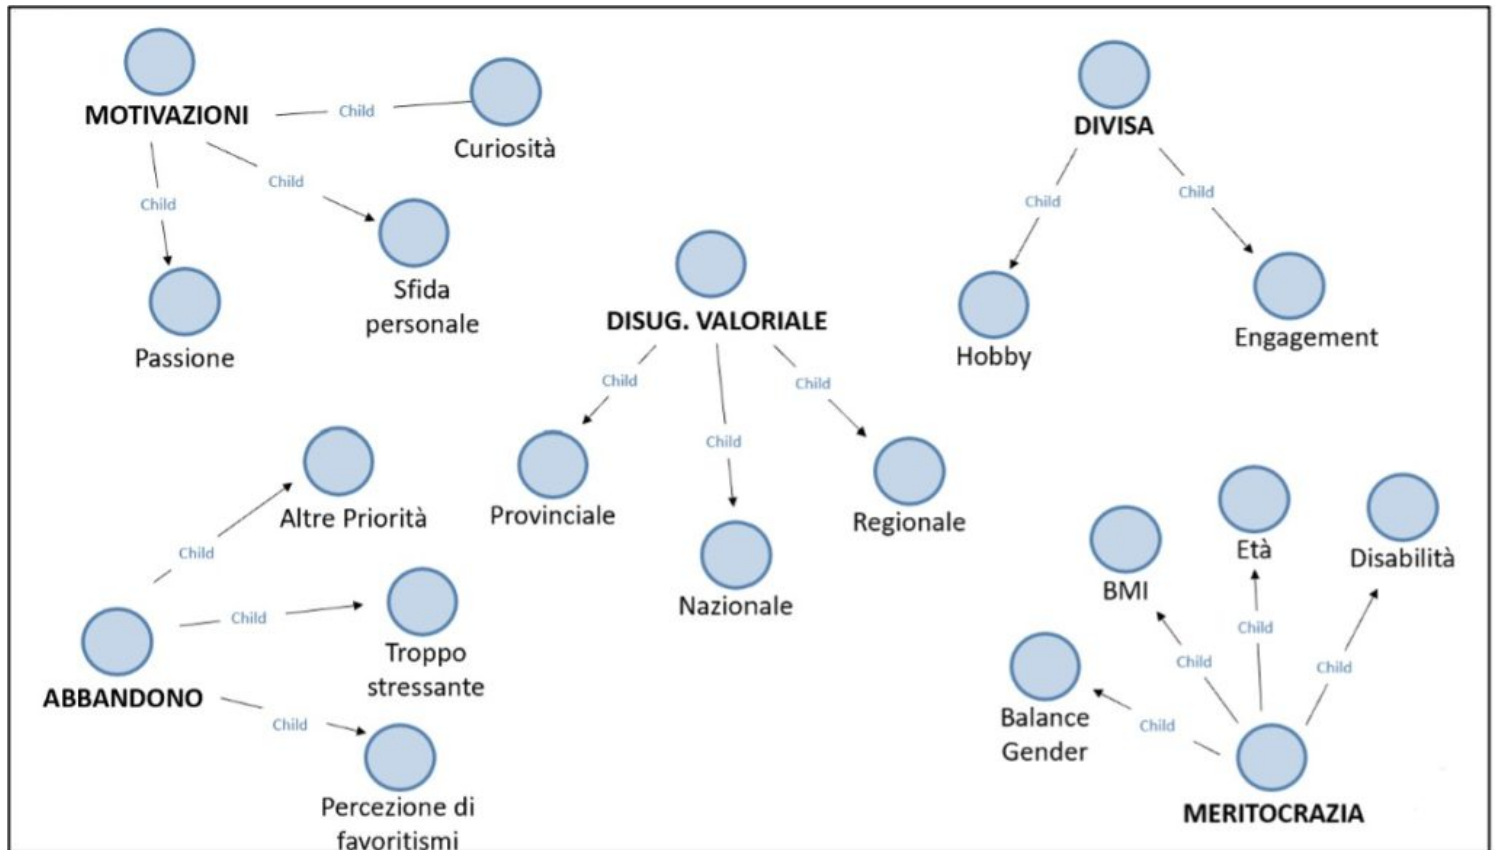 MOTIVAZIONI
Child
Curiosità
Child
Child
Sfida
personale
Passione
DIVISA
Child
Child
Hobby
Engagement
DISUG. VALORIALE
Child
Child
Child
Provinciale
Regionale
Nazionale
Altre Priorità
Child
Child
Troppo
stressante
ABBANDONO
Child
Percezione di
favoritismi
BMI
Età
Disabilità
Child
Child
Child
Child
Balance
Gender
MERITOCRAZIA